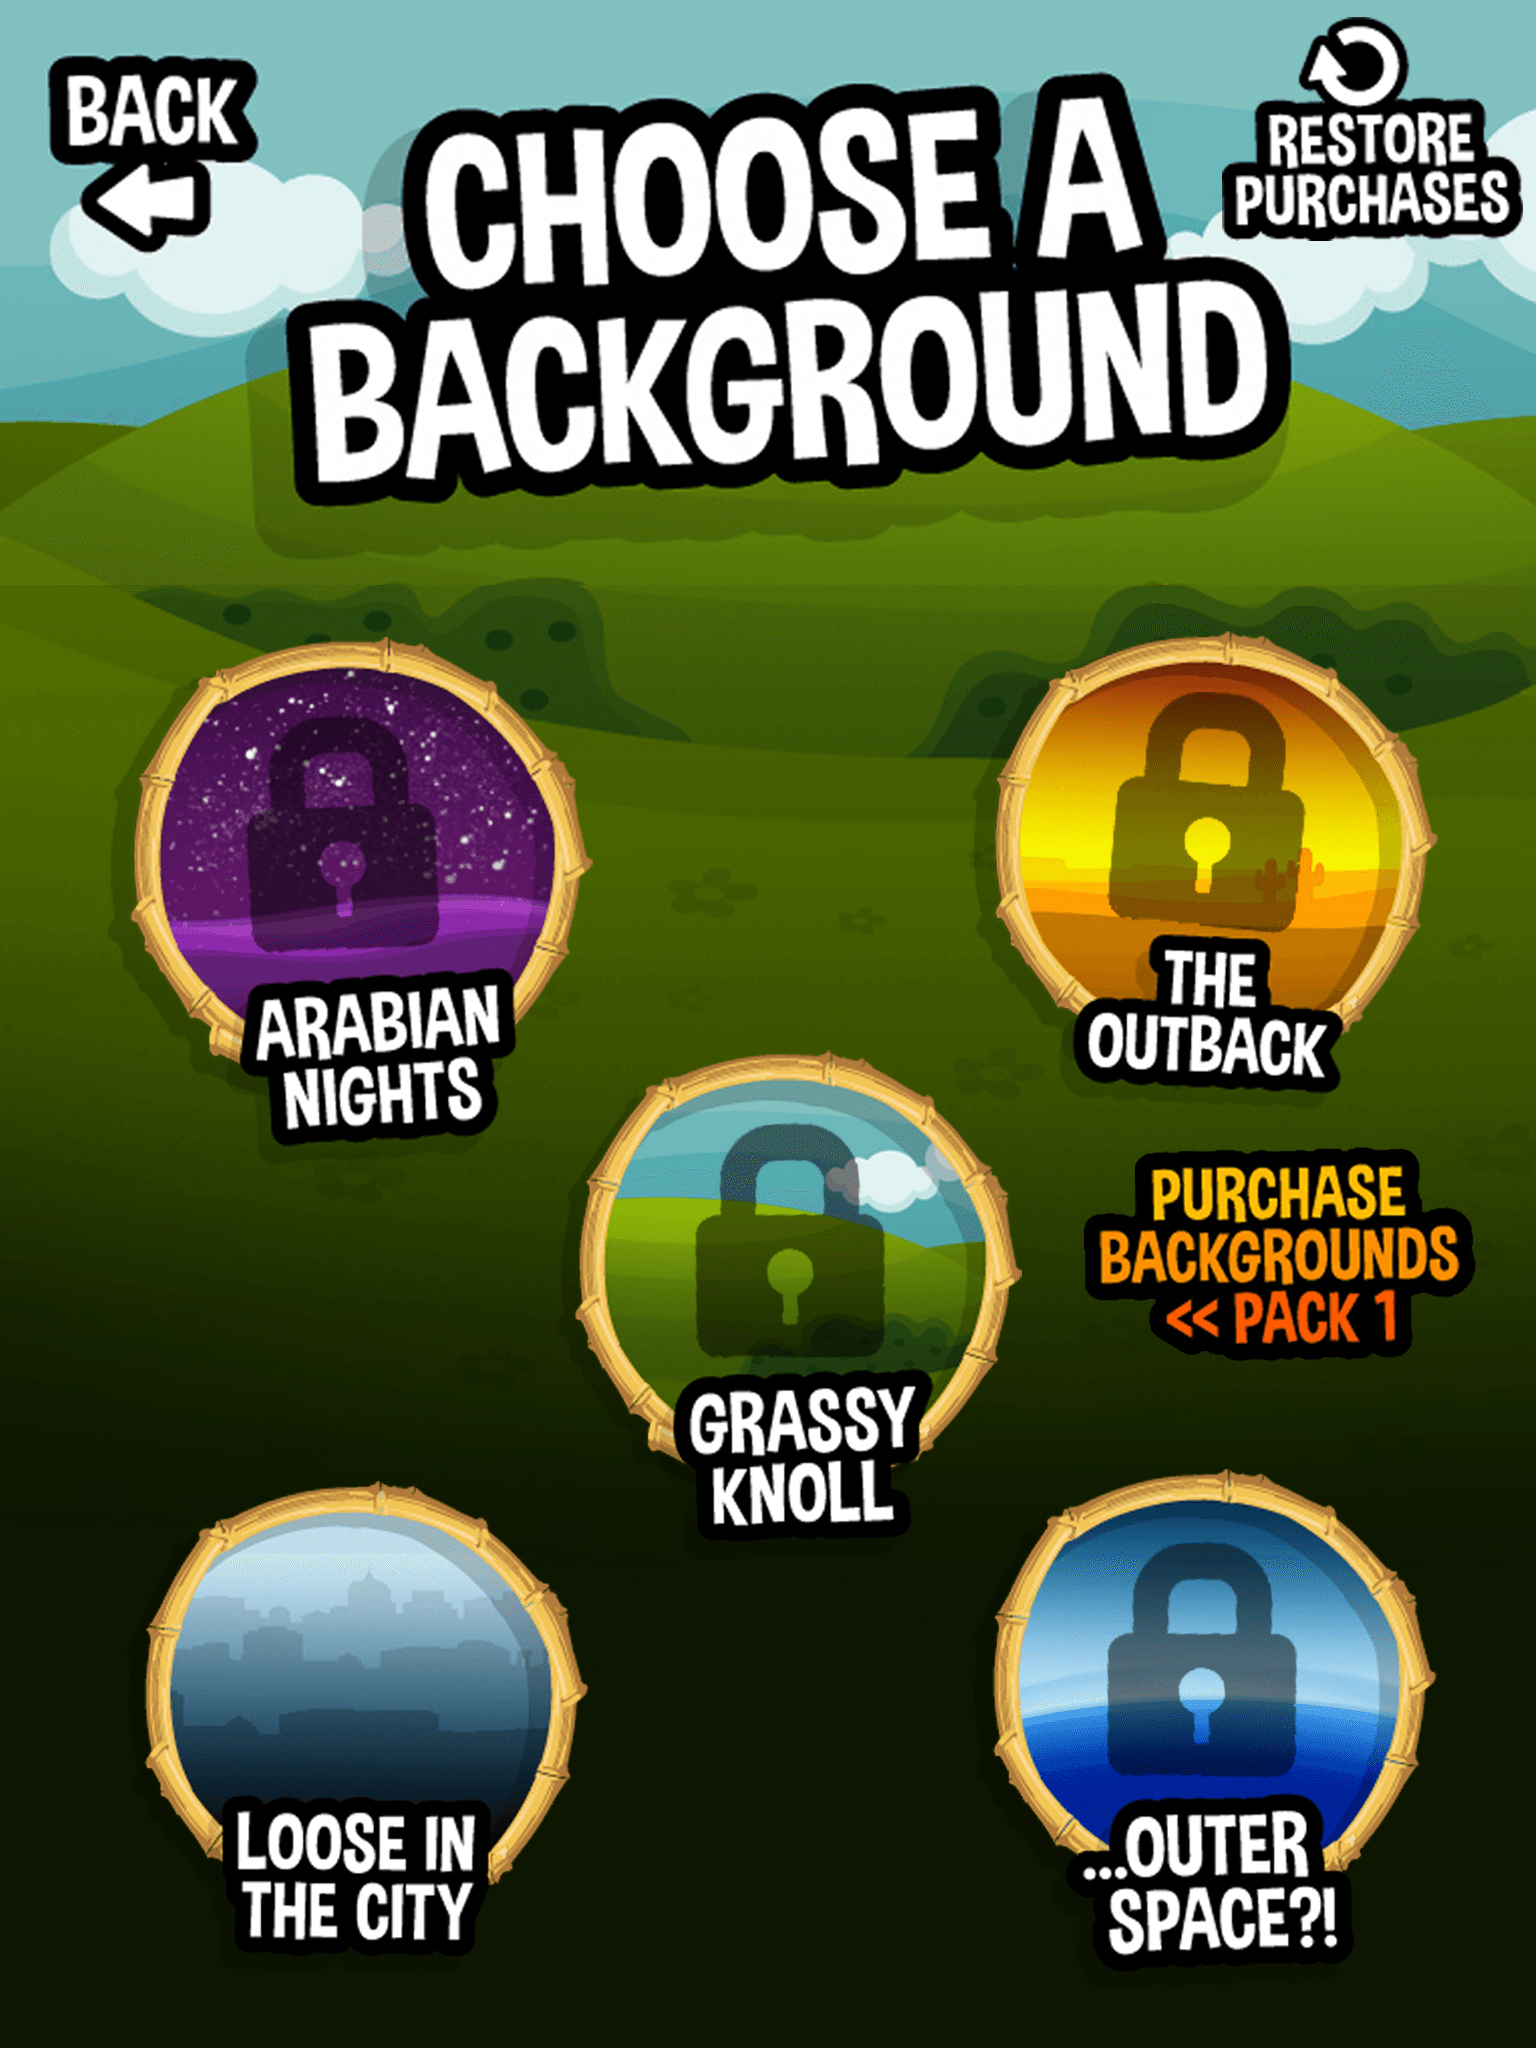 BACK
RESTORE
PURCHASES
CHOOSE A
BACKGROUND
ARABIAN
NIGHTS
THE
OUTBACK
GRASSY
KNOLL
PURCHASE
BACKGROUNDS
<< PACK 1
LOOSE IN
THE CITY
...OUTER
SPACE?!